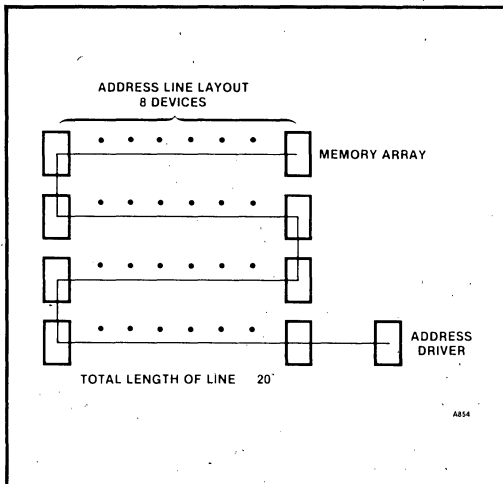 ADDRESS LINE LAYOUT
8 DEVICES
MEMORY ARRAY
ADDRESS
DRIVER
TOTAL LENGTH OF LINE 20
A854